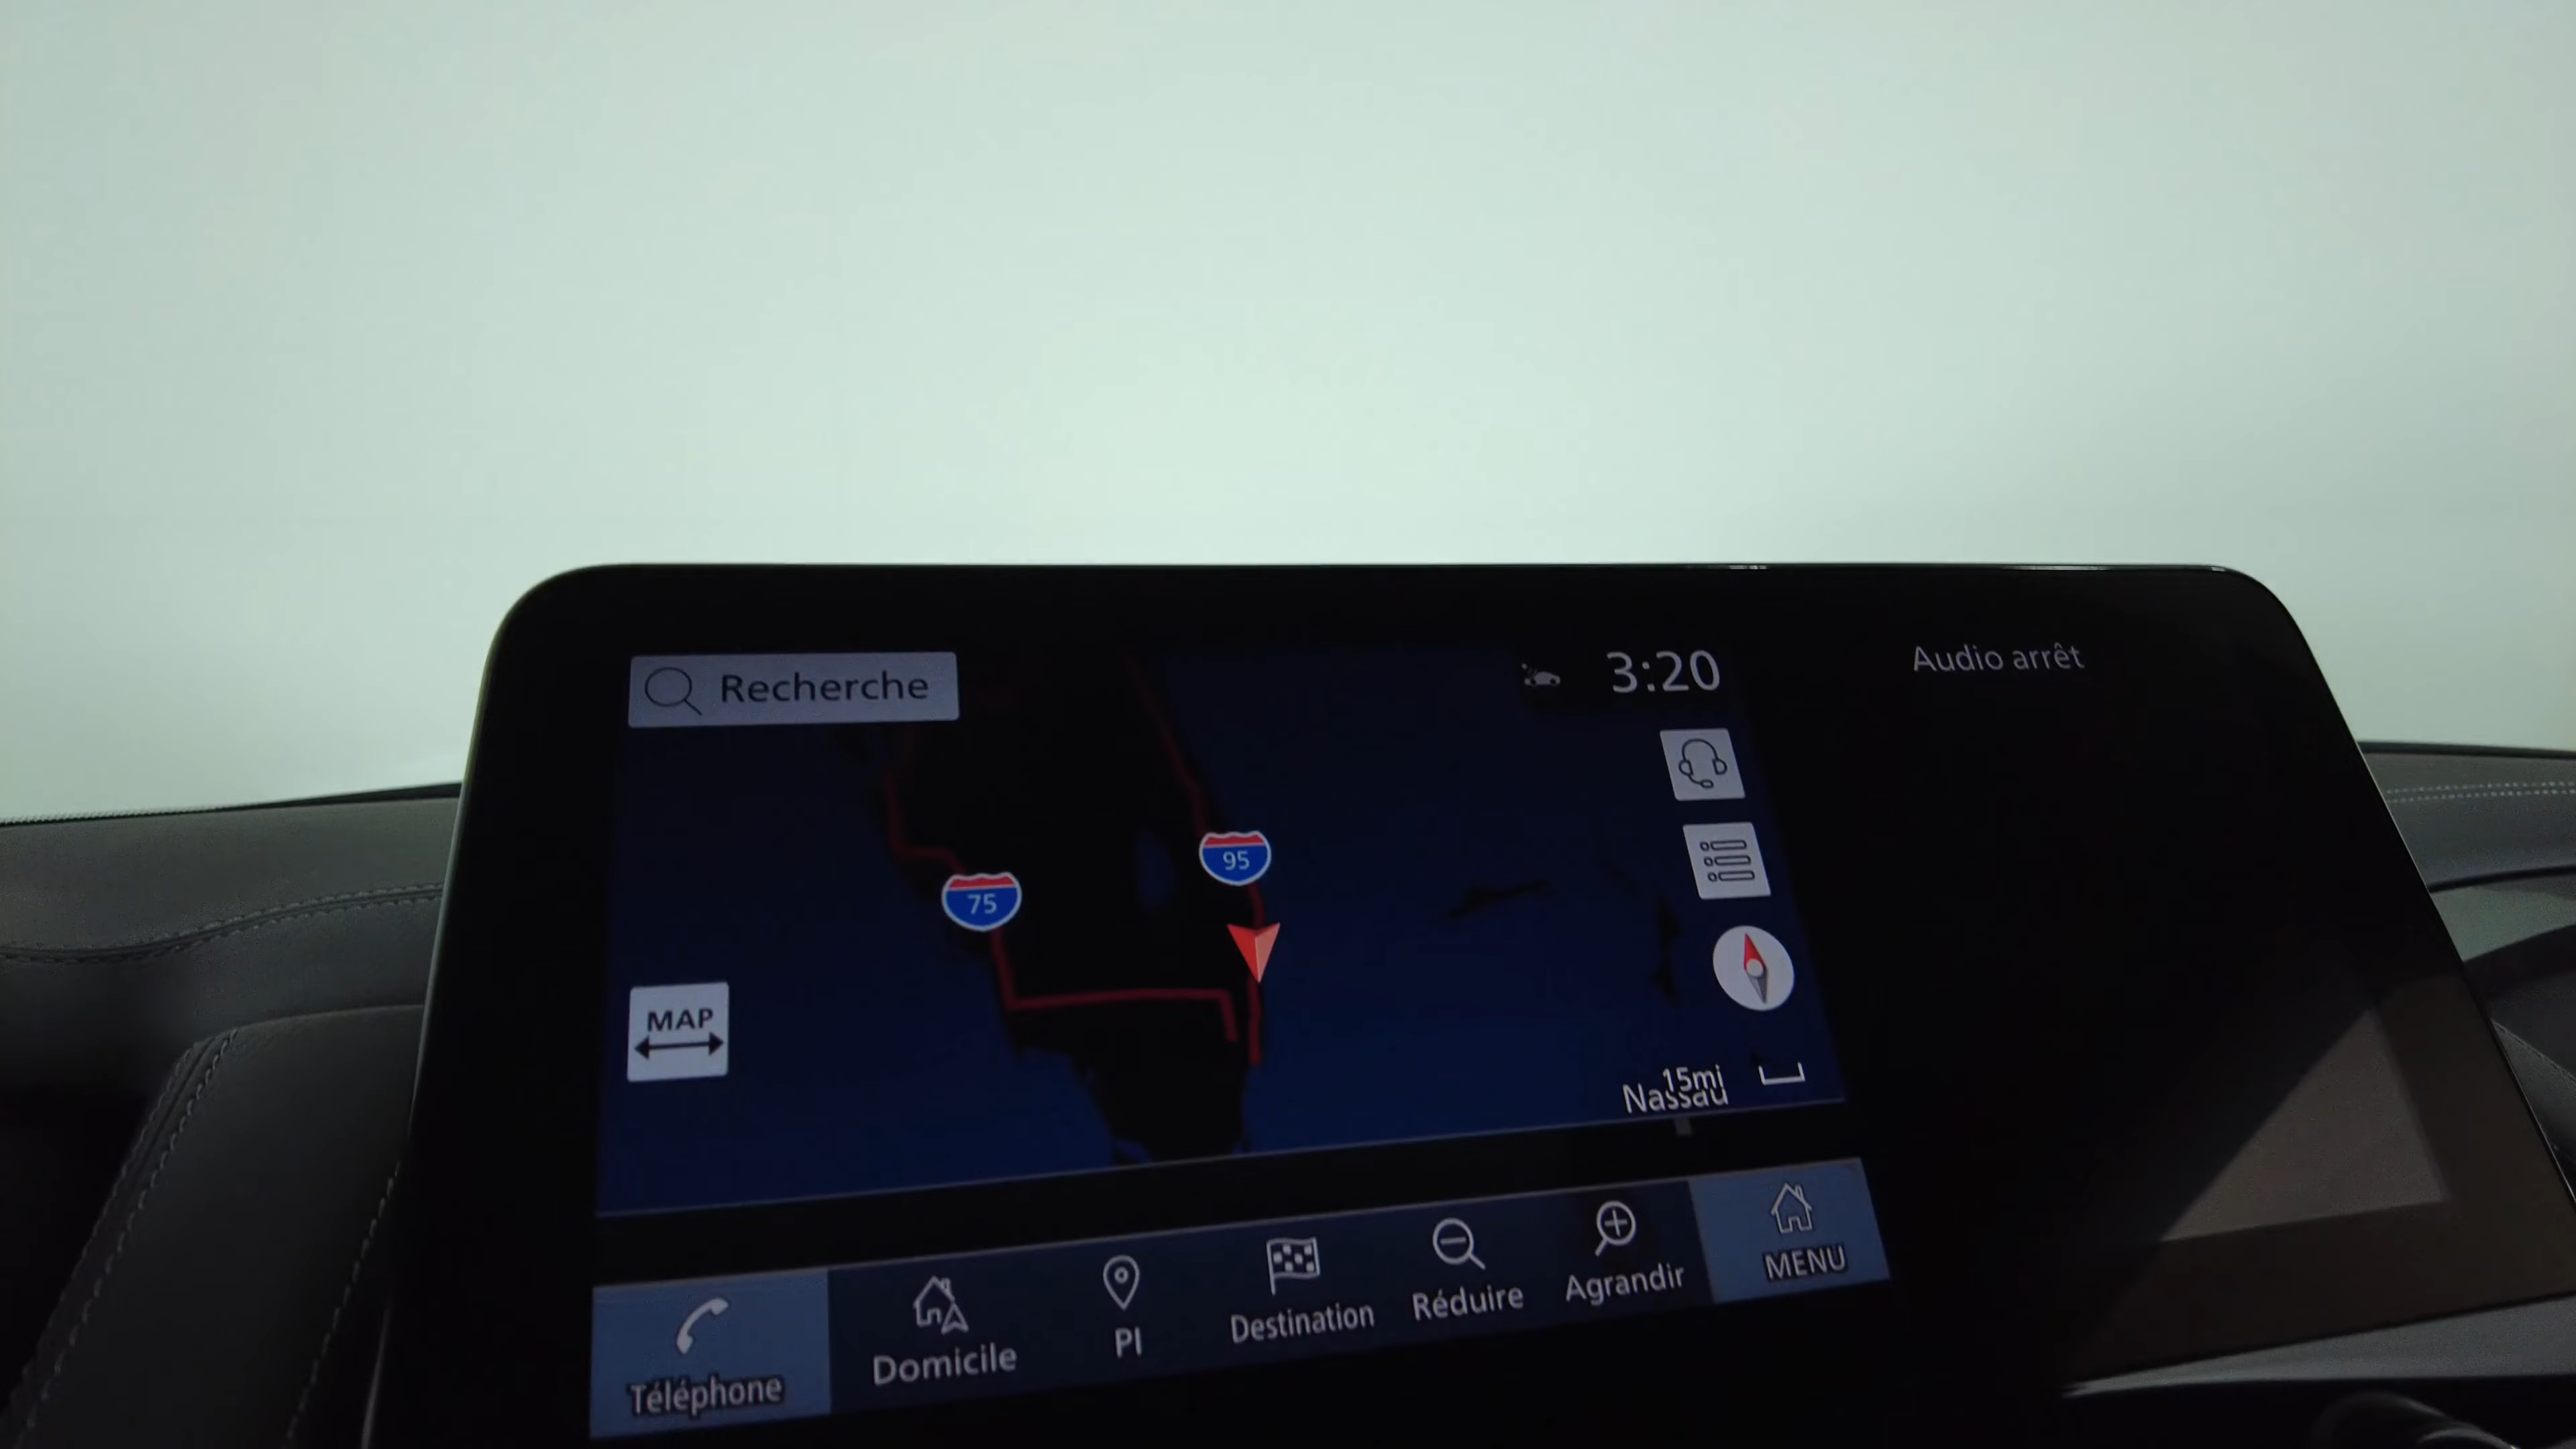 Recherche
3:20
Audio arrêt
95
75
MAP
15mi
Nassau
Téléphone
Domicile
PI
Destination
Réduire
Agrandir
MENU